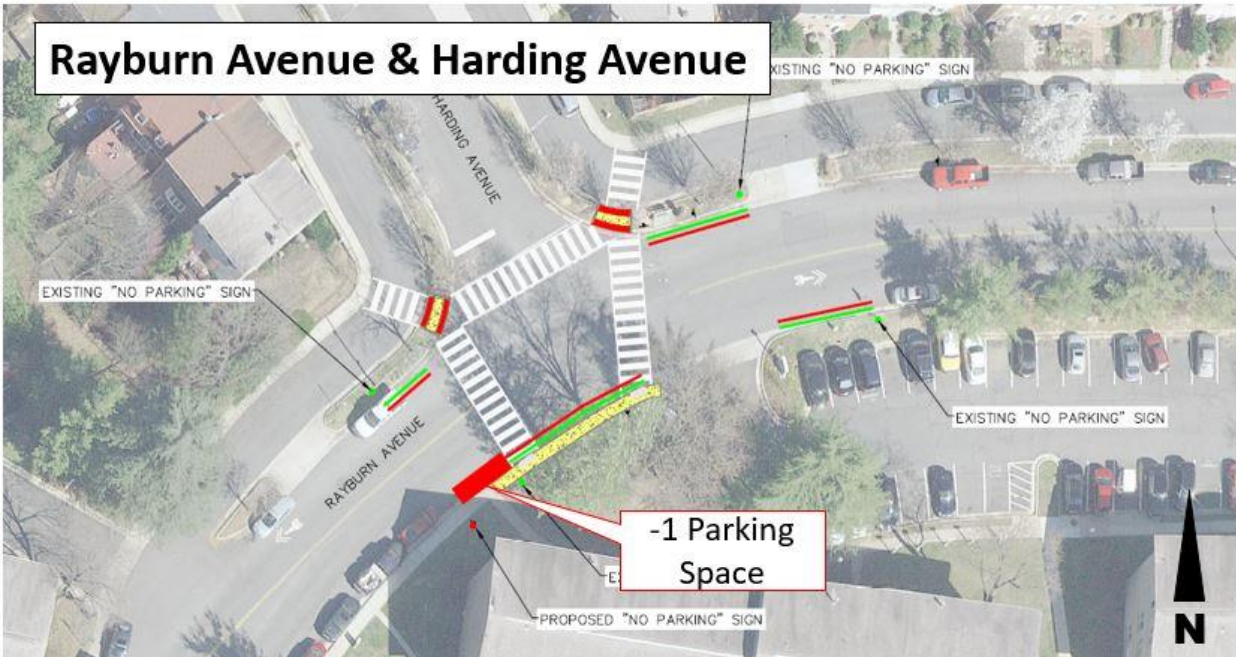 Rayburn Avenue & Harding Avenue
EXISTING "NO PARKING" SIGN
HARDING AVENUE
EXISTING "NO PARKING" SIGN
RAYBURN AVENUE
EXISTING "NO PARKING" SIGN
-1 Parking
Space
PROPOSED "NO PARKING" SIGN
N